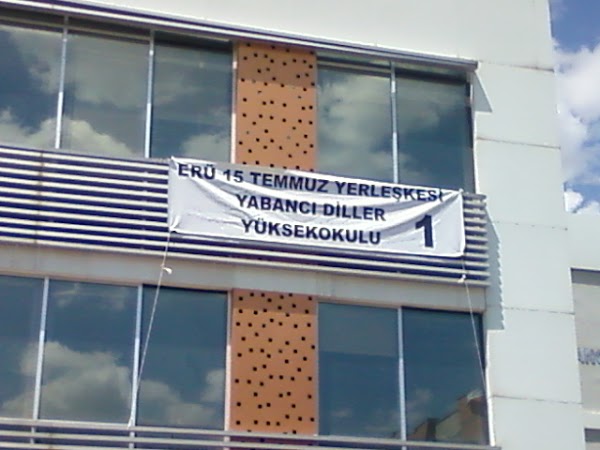 ERÜ 15 TEMMUZ YERLEŞKESİ
YABANCI DİLLER
YÜKSEKOKULU 1